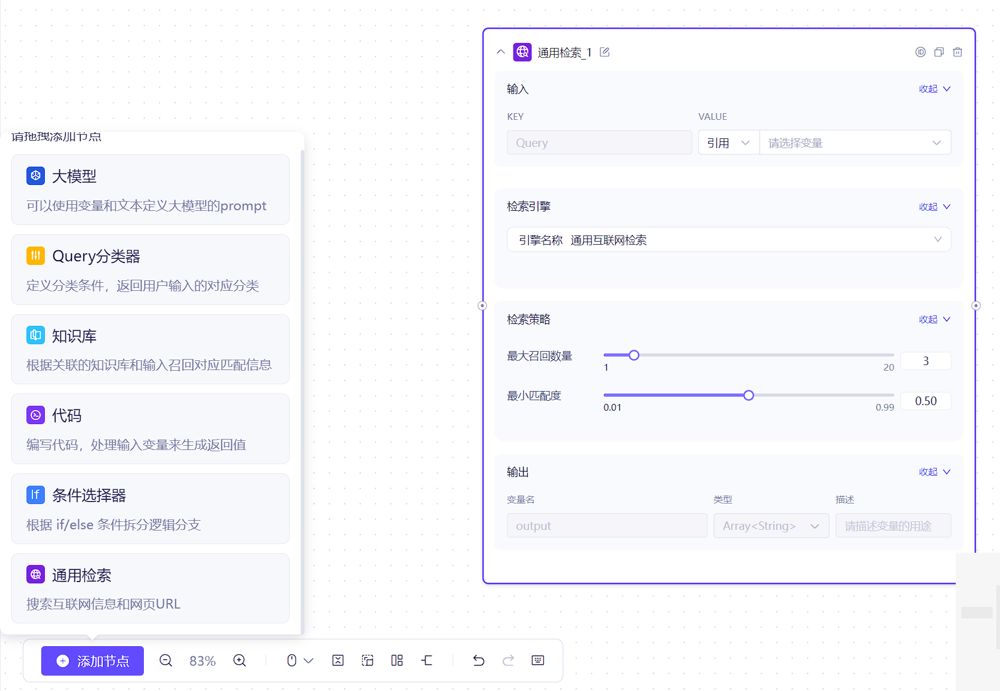 请拖拽添加节点
大模型
可以使用变量和文本定义大模型的prompt
Query分类器
定义分类条件，返回用户输入的对应分类
知识库
根据关联的知识库和输入召回对应匹配信息
代码
编写代码，处理输入变量来生成返回值
If 条件选择器
根据 if/else 条件拆分逻辑分支
通用检索
搜索互联网信息和网页URL
添加节点 83%
通用检索_1 ID
输入 收起
KEY VALUE
Query 引用 请选择变量
检索引擎 收起
引擎名称 通用互联网检索
检索策略 收起
最大召回数量 3
1 20
最小匹配度 0.50
0.01 0.99
输出 收起
变量名 类型 描述
output Array<String> 请描述变量的用途